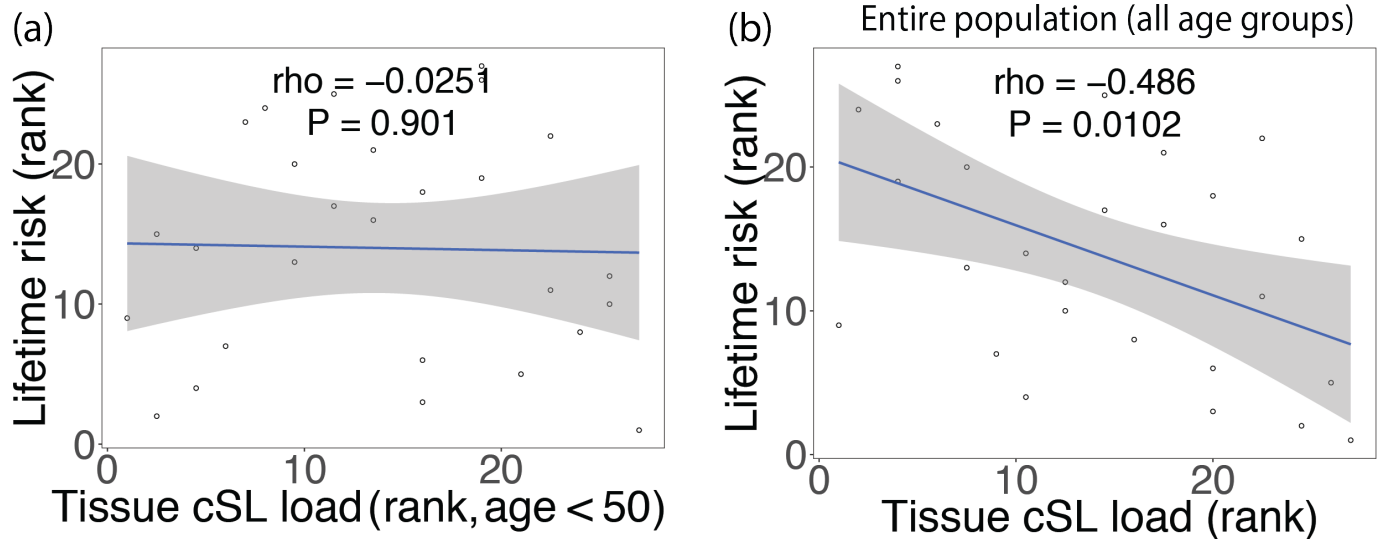 (a)
rho = −0.0251
P = 0.901
Lifetime risk (rank)
20
10
0
0 10 20
Tissue cSL load (rank, age < 50)
(b) Entire population (all age groups)
rho = −0.486
P = 0.0102
Lifetime risk (rank)
20
10
0
0 10 20
Tissue cSL load (rank)